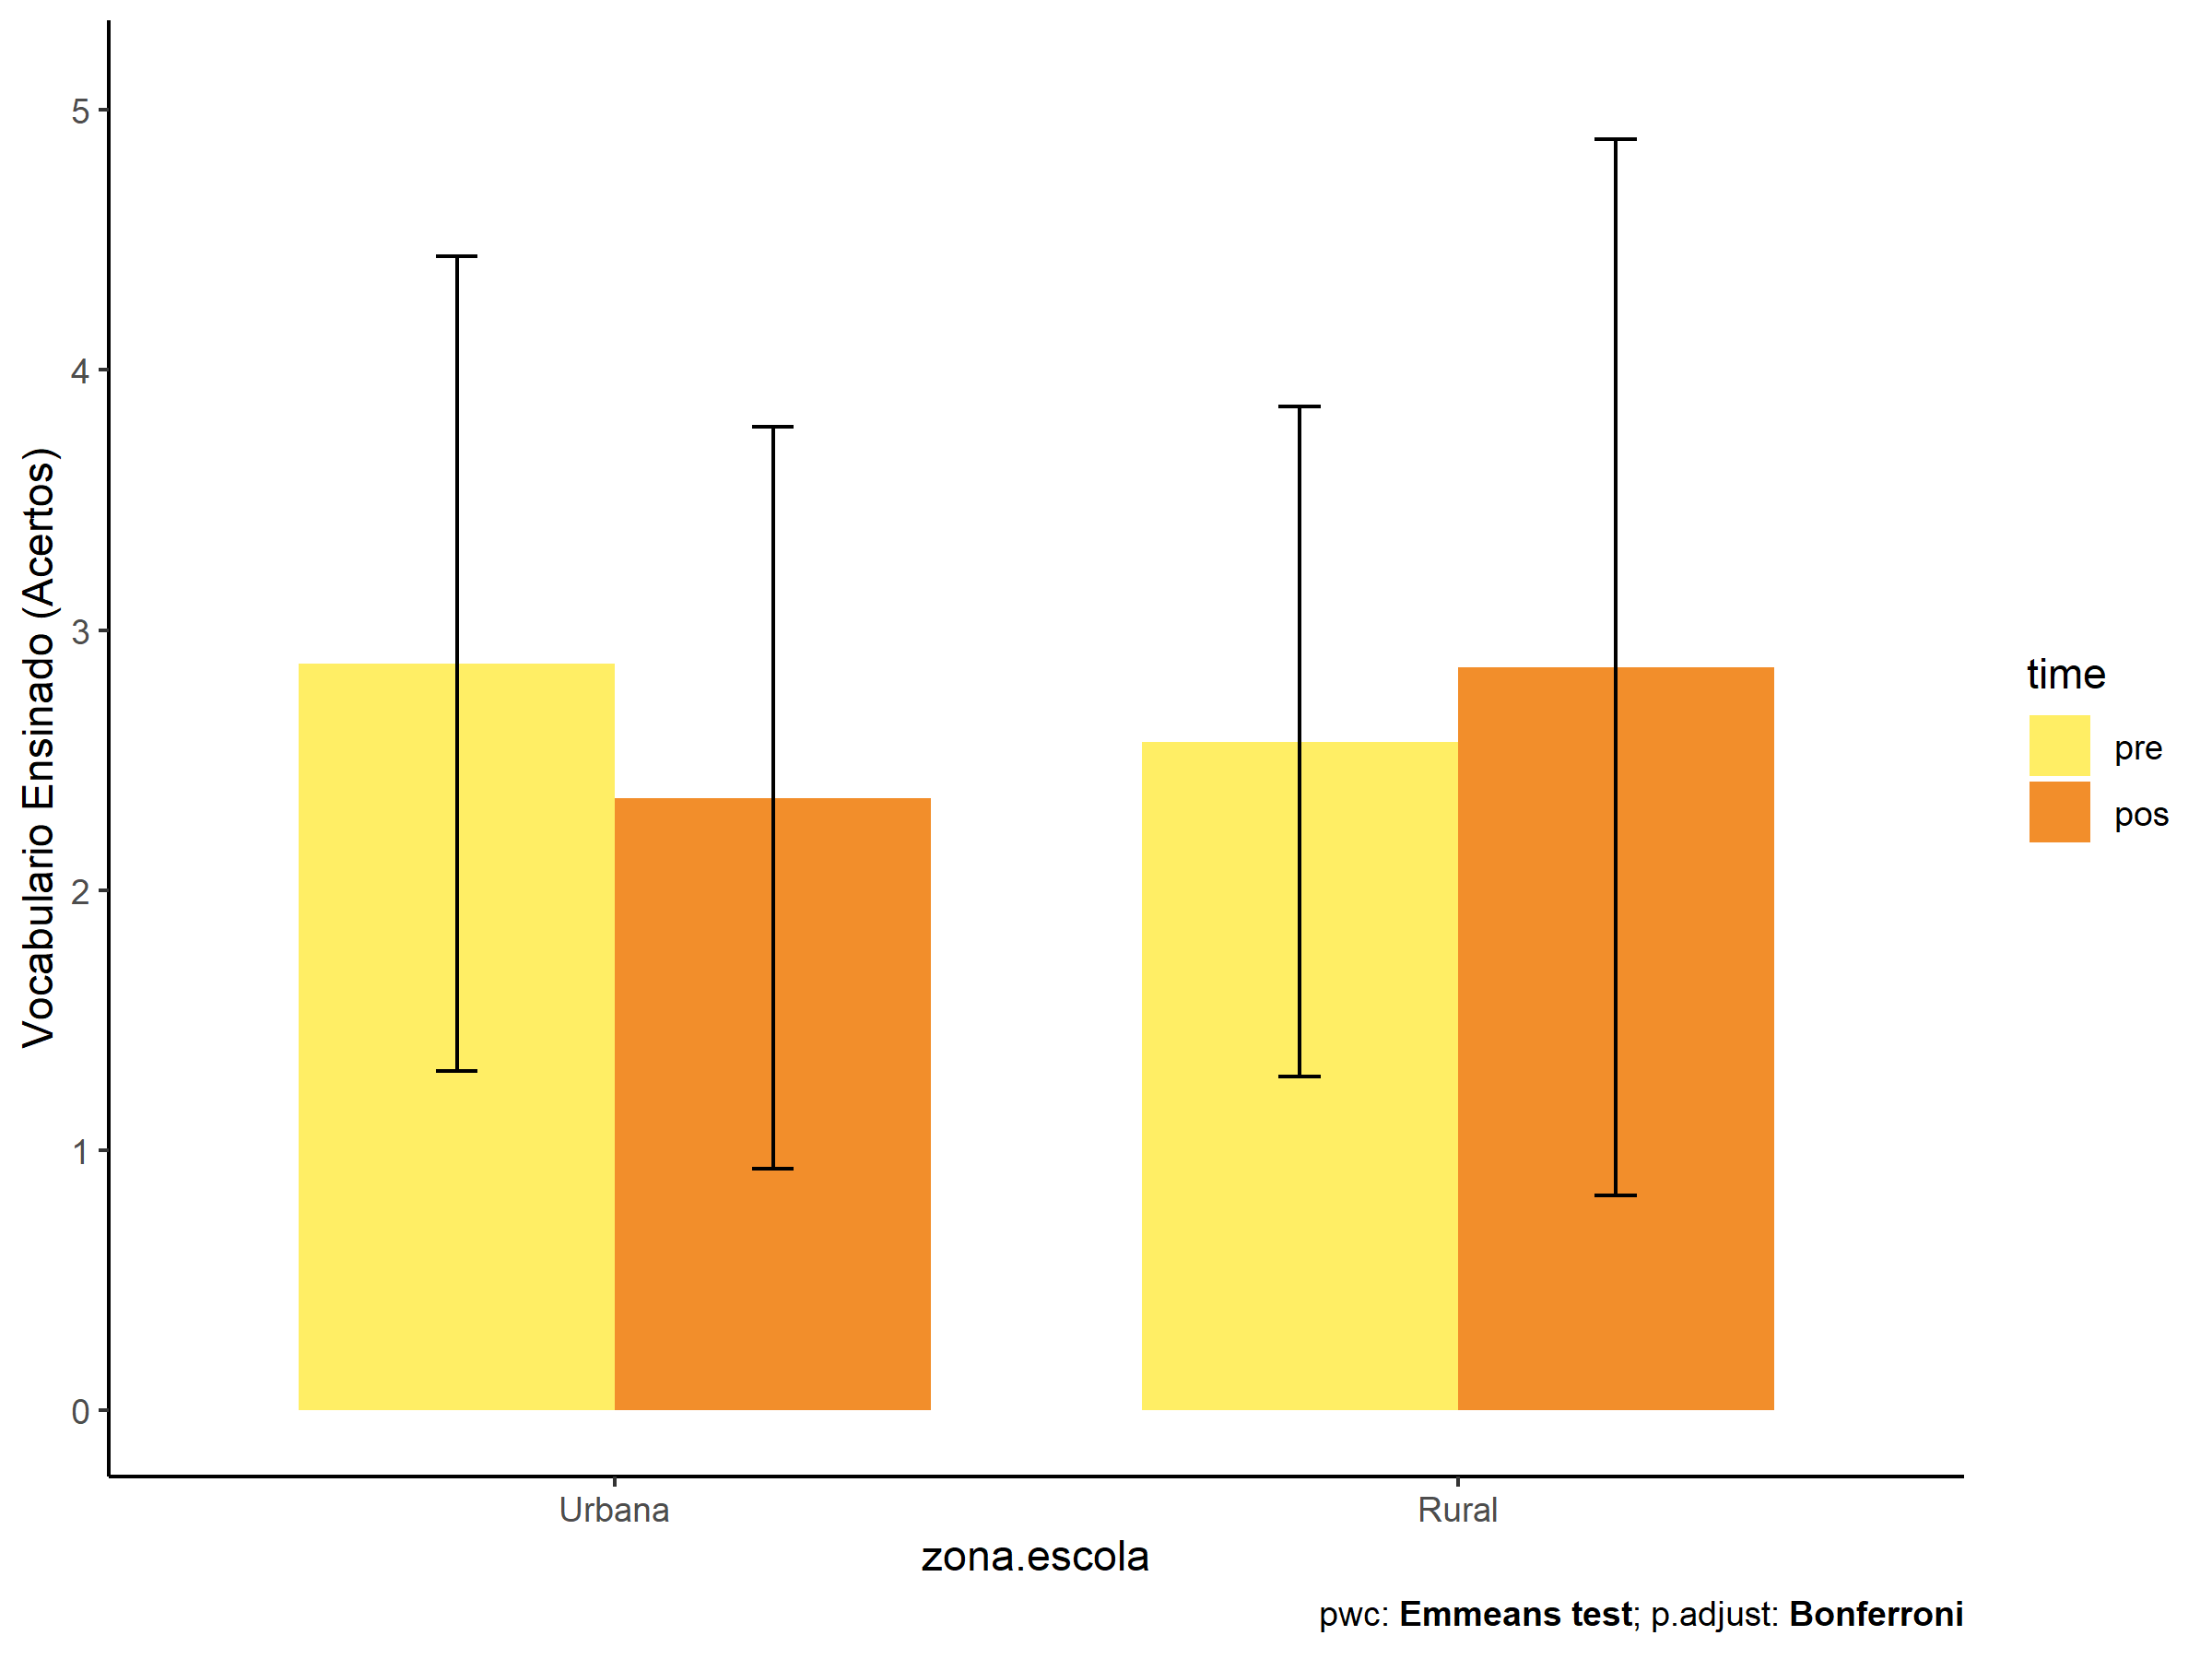 Vocabulario Ensinado (Acertos)
5
4
3
2
1
0
Urbana
Rural
zona.escola
time
pre
pos
pwc: Emmeans test; p.adjust: Bonferroni